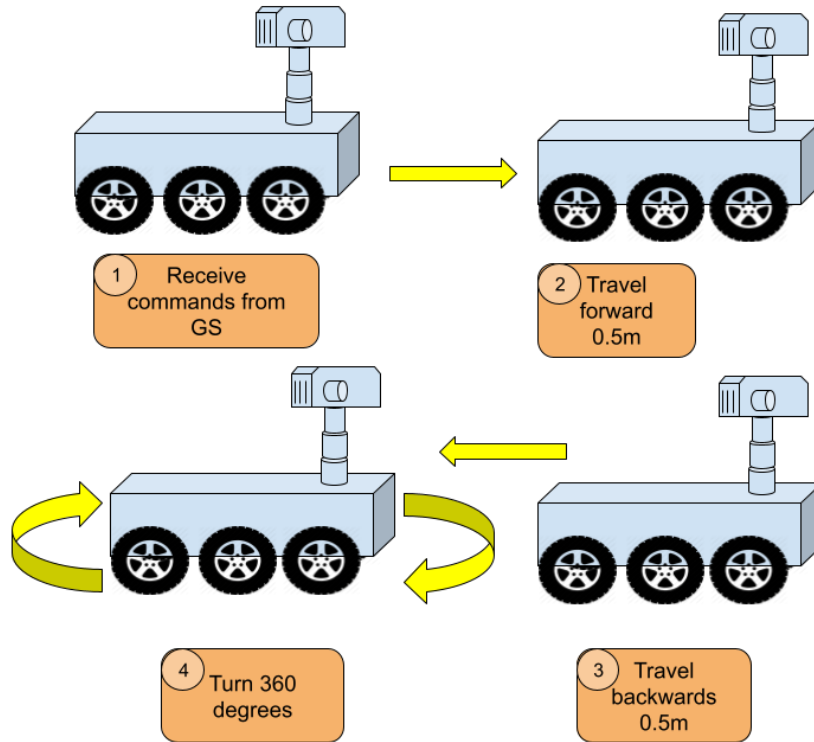 1
Receive
commands from
GS
2
Travel
forward
0.5m
4
Turn 360
degrees
3
Travel
backwards
0.5m